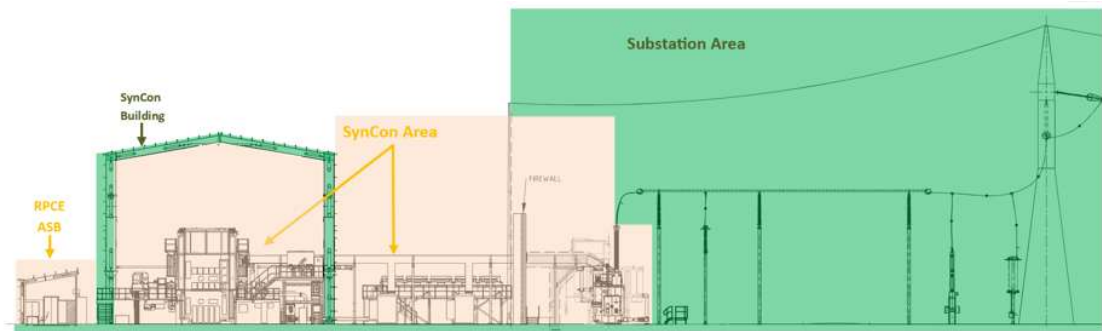 Substation Area
SynCon
Building
SynCon Area
FIREWALL
RPCE
ASB